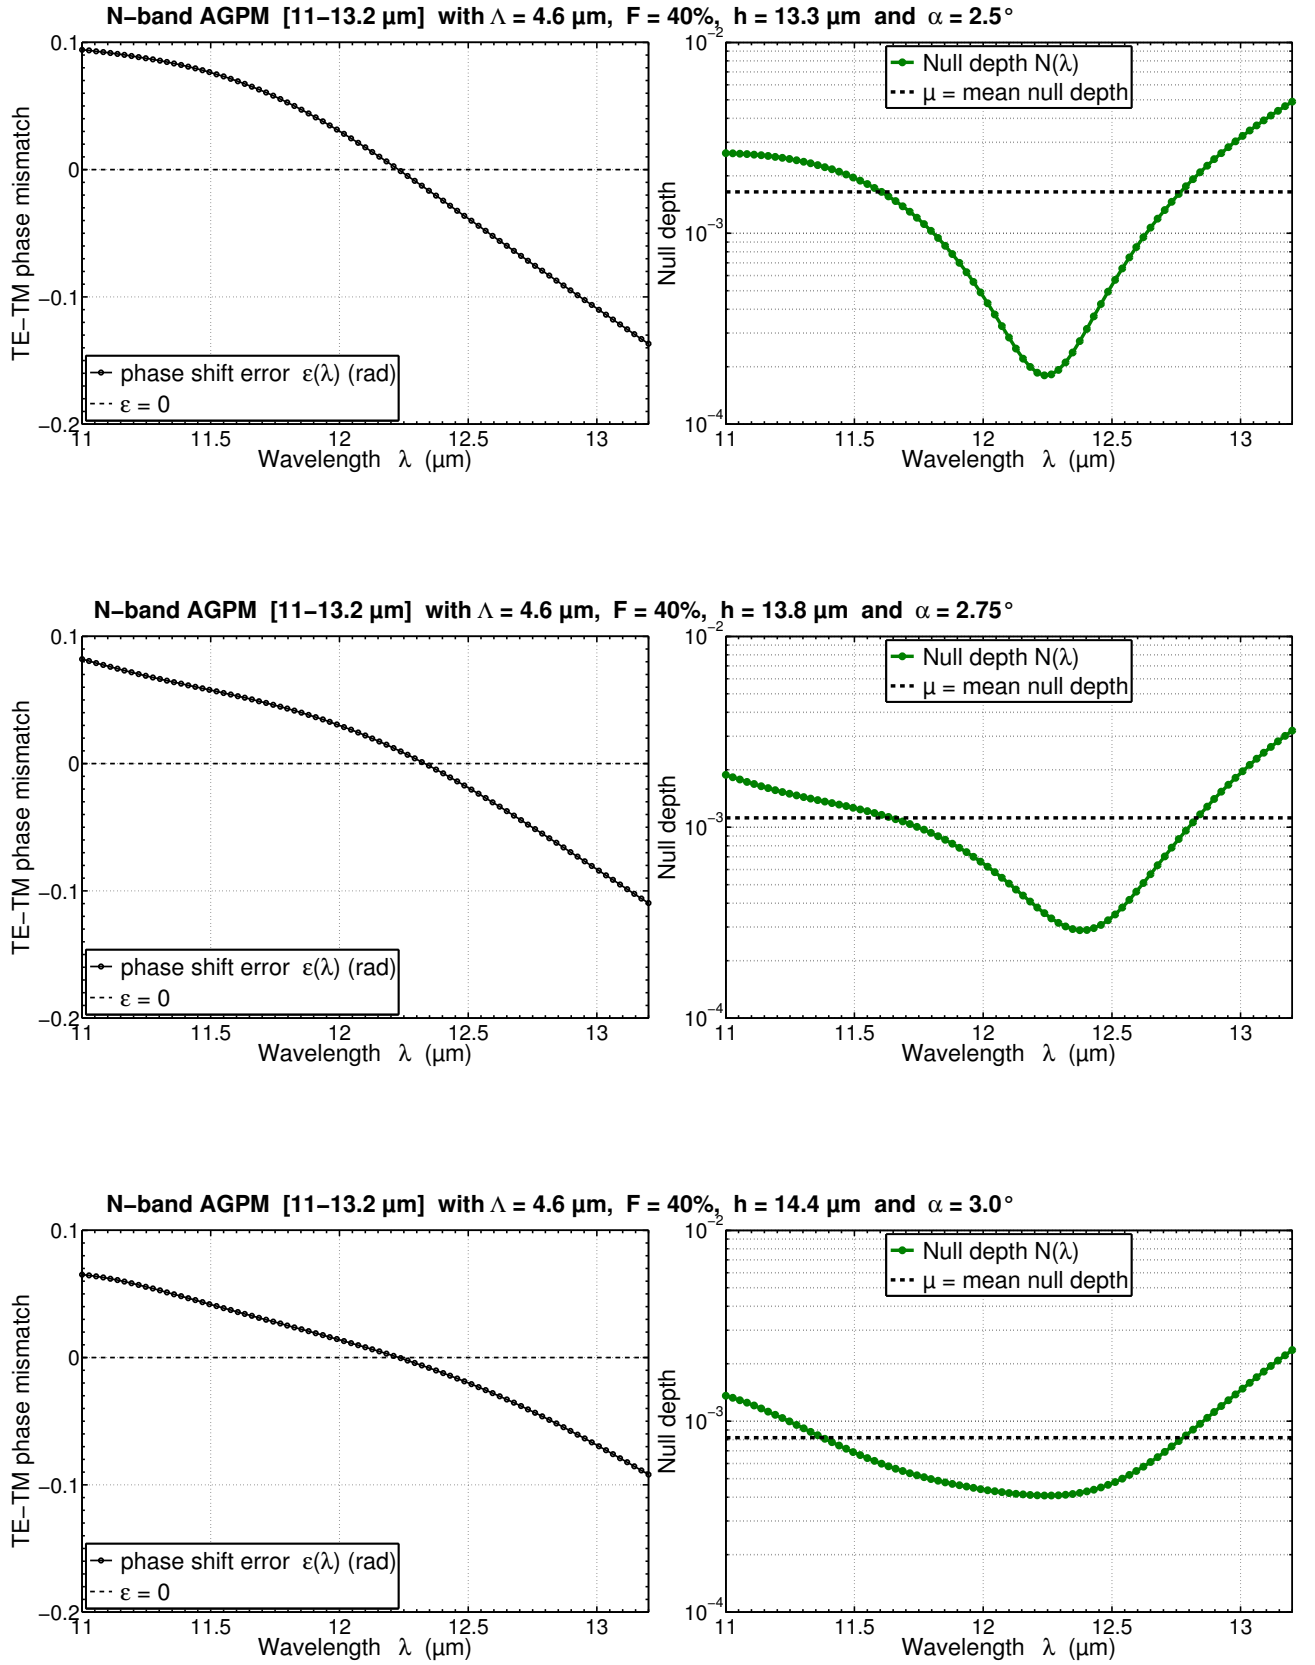 N−band AGPM [11−13.2 μm] with Λ = 4.6 μm, F = 40%, h = 13.3 μm and α = 2.5°
0.1
0
−0.1
−0.2
TE−TM phase mismatch
phase shift error ε(λ) (rad)
ε = 0
11 11.5 12 12.5 13
Wavelength λ (μm)
10−2
10−3
10−4
Null depth
Null depth N(λ)
μ = mean null depth
11 11.5 12 12.5 13
Wavelength λ (μm)
N−band AGPM [11−13.2 μm] with Λ = 4.6 μm, F = 40%, h = 13.8 μm and α = 2.75°
0.1
0
−0.1
−0.2
TE−TM phase mismatch
phase shift error ε(λ) (rad)
ε = 0
11 11.5 12 12.5 13
Wavelength λ (μm)
10−2
10−3
10−4
Null depth
Null depth N(λ)
μ = mean null depth
11 11.5 12 12.5 13
Wavelength λ (μm)
N−band AGPM [11−13.2 μm] with Λ = 4.6 μm, F = 40%, h = 14.4 μm and α = 3.0°
0.1
0
−0.1
−0.2
TE−TM phase mismatch
phase shift error ε(λ) (rad)
ε = 0
11 11.5 12 12.5 13
Wavelength λ (μm)
10−2
10−3
10−4
Null depth
Null depth N(λ)
μ = mean null depth
11 11.5 12 12.5 13
Wavelength λ (μm)